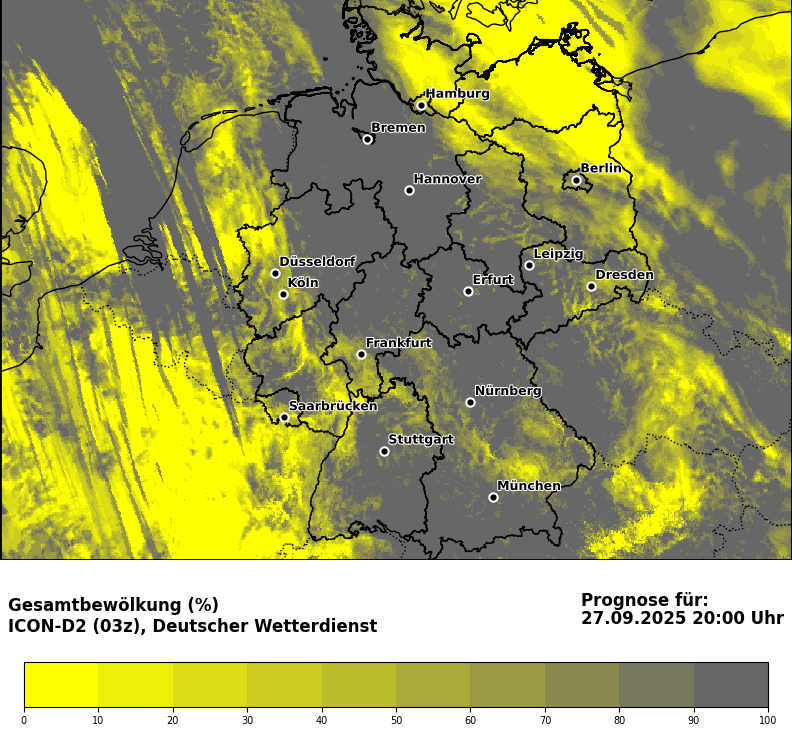 Hamburg
Bremen
Berlin
Hannover
Leipzig
Düsseldorf
Dresden
Köln
Erfurt
Frankfurt
Nürnberg
Saarbrücken
Stuttgart
München
Gesamtbewölkung (%)
ICON-D2 (03z), Deutscher Wetterdienst
Prognose für:
27.09.2025 20:00 Uhr
0 10 20 30 40 50 60 70 80 90 100